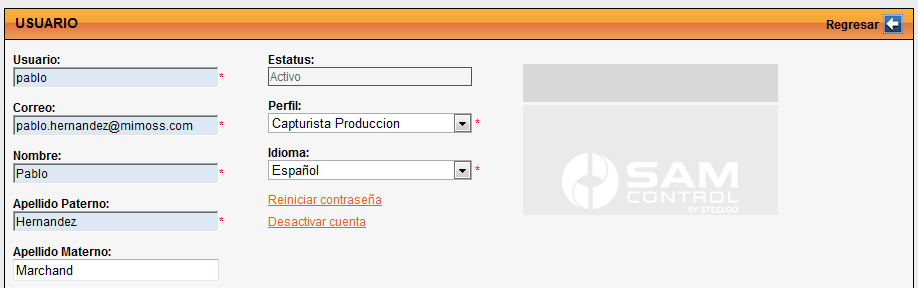 USUARIO
Regresar
Usuario:
pablo *
Correo:
pablo.hernandez@mimoss.com *
Nombre:
Pablo *
Apellido Paterno:
Hernandez *
Apellido Materno:
Marchand
Estatus:
Activo
Perfil:
Capturista Produccion *
Idioma:
Español *
Reiniciar contraseña
Desactivar cuenta
SAM
CONTROL
BY STEELGO